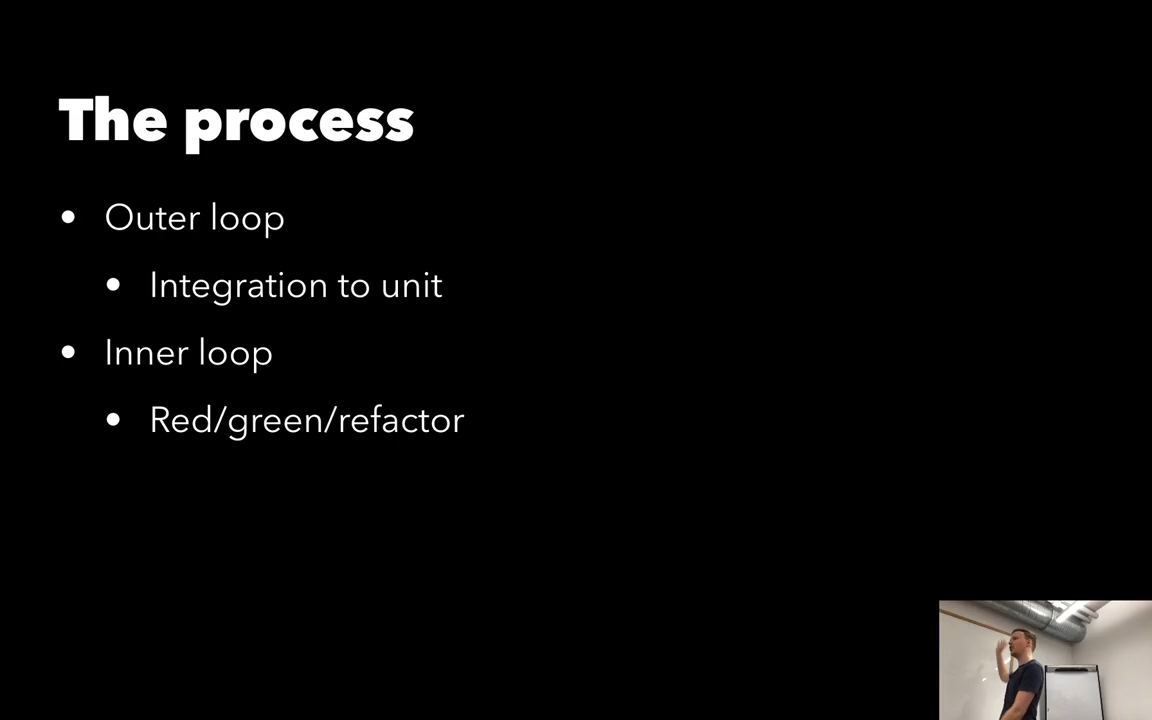 The process
• Outer loop
• Integration to unit
• Inner loop
• Red/green/refactor